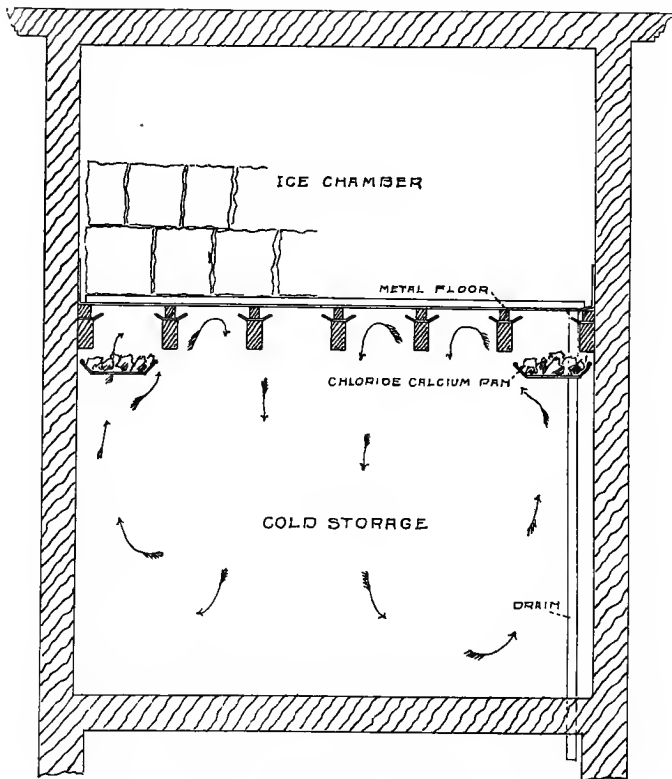 ICE CHAMBER
METAL FLOOR
CHLORIDE CALCIUM PAN
COLD STORAGE
DRAIN